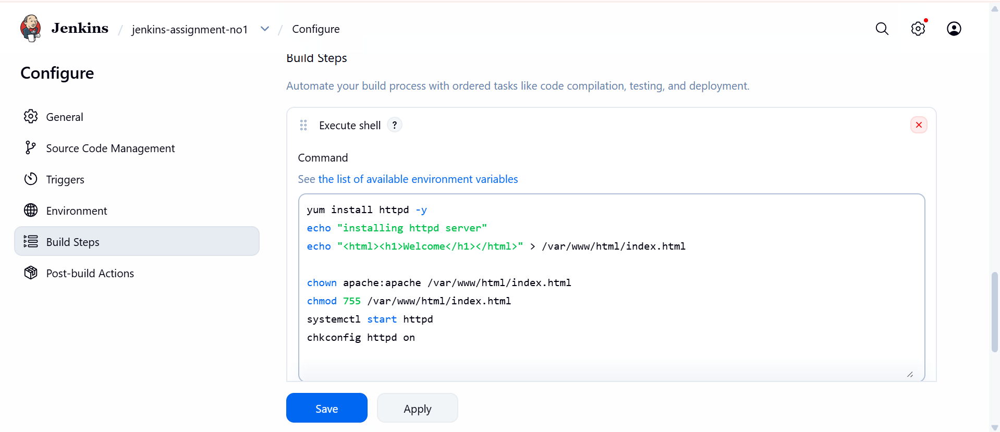 Jenkins / jenkins-assignment-no1 / Configure
Configure
General
Source Code Management
Triggers
Environment
Build Steps
Post-build Actions
Build Steps
Automate your build process with ordered tasks like code compilation, testing, and deployment.
Execute shell ?
Command
See the list of available environment variables
yum install httpd -y
echo "installing httpd server"
echo "<html><h1>Welcome</h1></html>" > /var/www/html/index.html
chown apache:apache /var/www/html/index.html
chmod 755 /var/www/html/index.html
systemctl start httpd
chkconfig httpd on
Save Apply